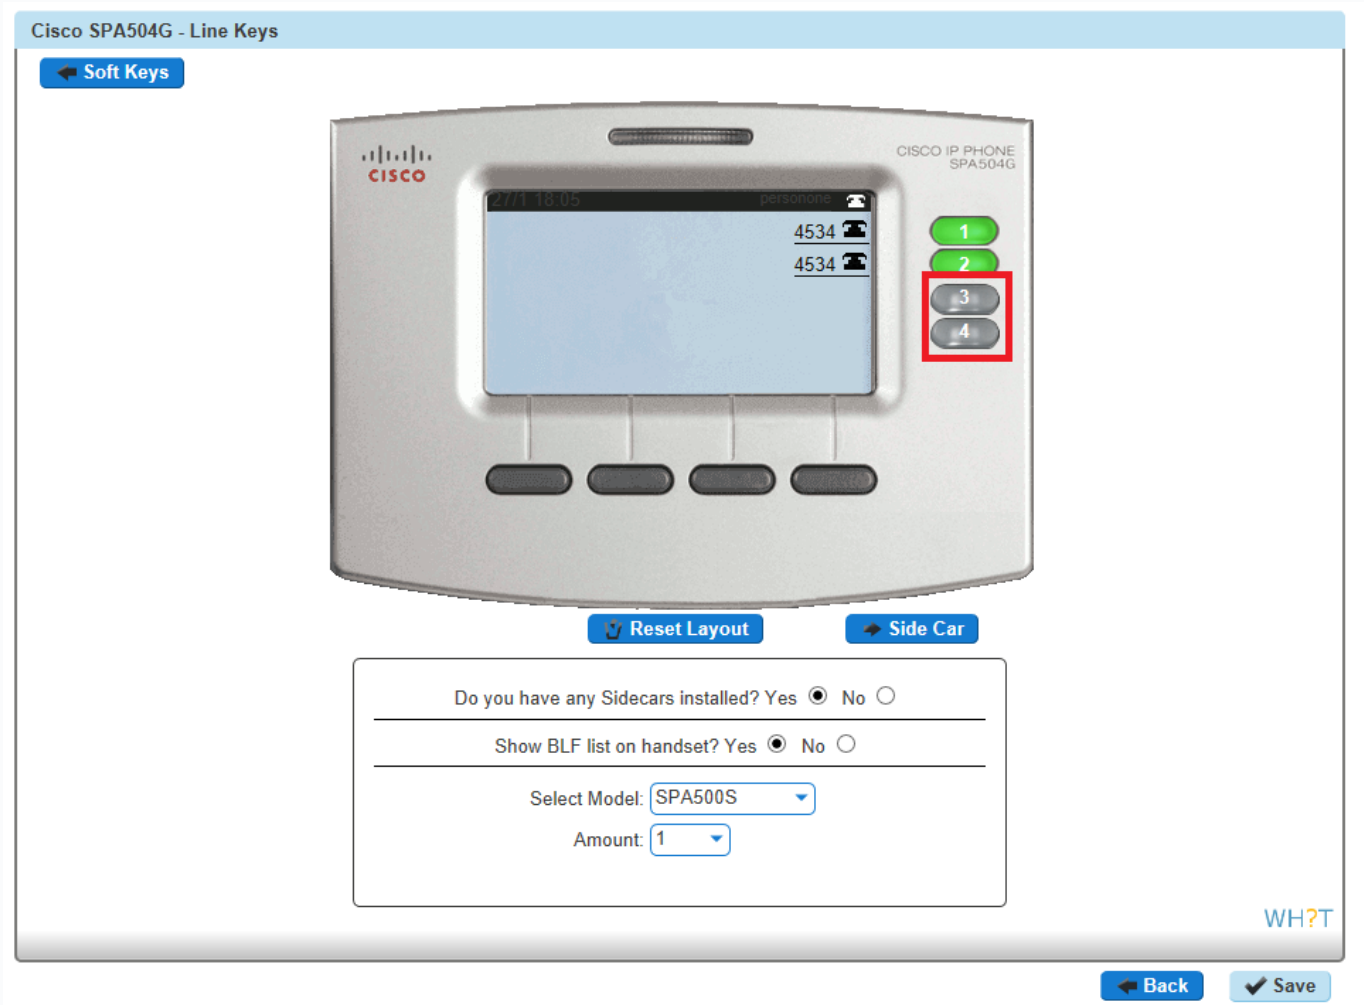 Cisco SPA504G - Line Keys
Soft Keys
CISCO
CISCO IP PHONE
SPA504G
27/1 18:05 personone
4534
4534
1
2
3
4
Reset Layout
Side Car
Do you have any Sidecars installed? Yes No
Show BLF list on handset? Yes No
Select Model: SPA500S
Amount: 1
WH?T
Back
Save